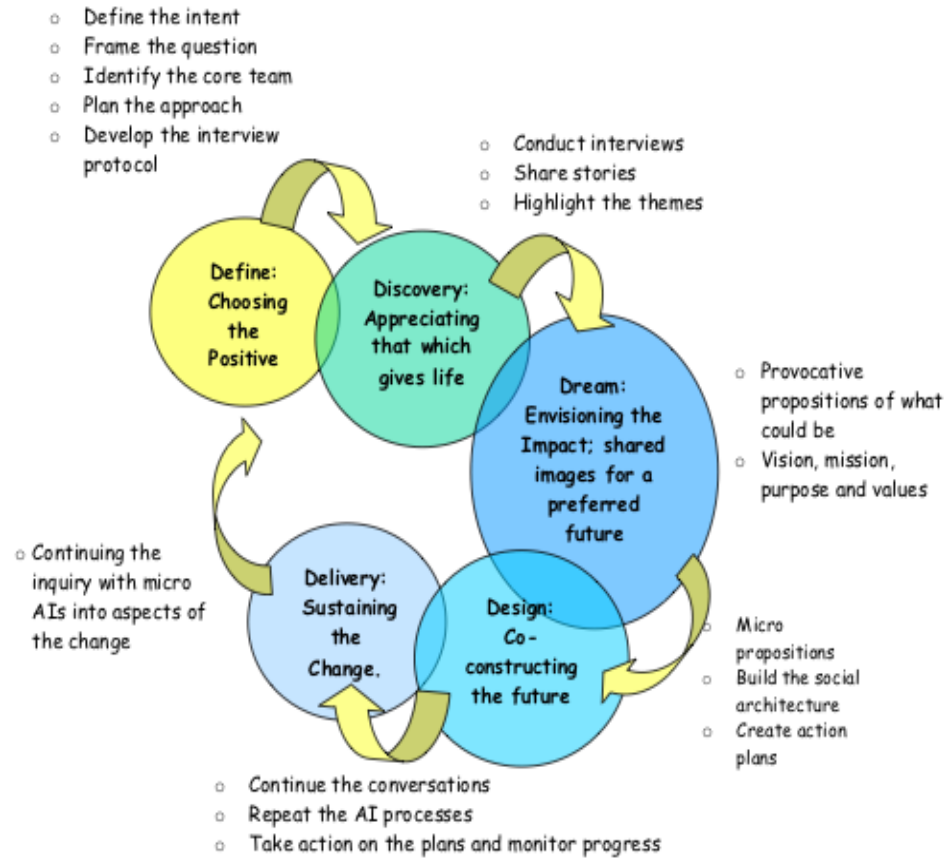 ○ Define the intent
○ Frame the question
○ Identify the core team
○ Plan the approach
○ Develop the interview
protocol
○ Conduct interviews
○ Share stories
○ Highlight the themes
Define:
Choosing
the
Positive
Discovery:
Appreciating
that which
gives life
Dream:
Envisioning the
Impact; shared
images for a
preferred
future
○ Provocative
propositions of what
could be
○ Vision, mission,
purpose and values
Design:
Co-
constructing
the future
○ Micro
propositions
○ Build the social
architecture
○ Create action
plans
Delivery:
Sustaining
the
Change.
○ Continue the conversations
○ Repeat the AI processes
○ Take action on the plans and monitor progress
○ Continuing the
inquiry with micro
AIs into aspects of
the change